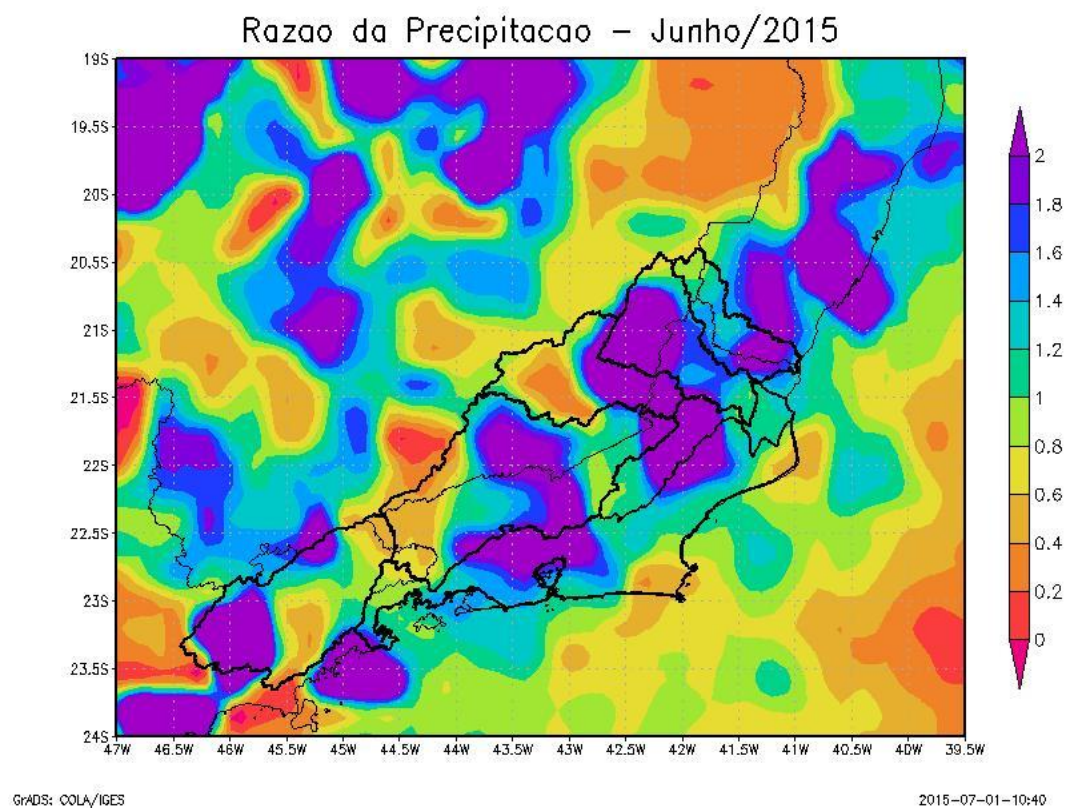 Razao da Precipitacao – Junho/2015
19S
19.5S
20S
20.5S
21S
21.5S
22S
22.5S
23S
23.5S
24S
47W 46.5W 46W 45.5W 45W 44.5W 44W 43.5W 43W 42.5W 42W 41.5W 41W 40.5W 40W 39.5W
2
1.8
1.6
1.4
1.2
1
0.8
0.6
0.4
0.2
0
GrADS: COLA/IGES 2015-07-01-10:40